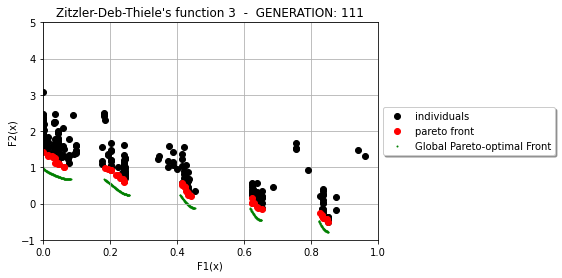 Zitzler-Deb-Thiele's function 3 - GENERATION: 111
5
4
3
2
1
0
−1
F2(x)
0.0 0.2 0.4 0.6 0.8 1.0
F1(x)
individuals
pareto front
Global Pareto-optimal Front